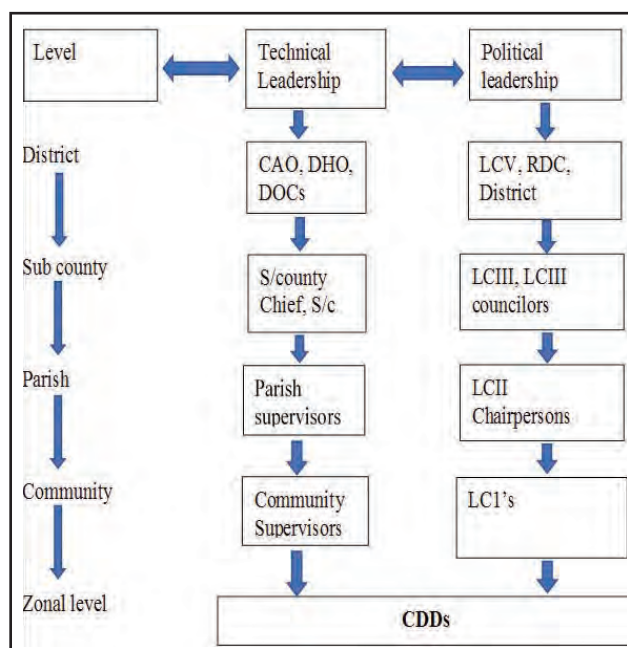 Level
Technical
Leadership
Political
leadership
District
CAO, DHO,
DOCs
LCV, RDC,
District
Sub county
S/county
Chief, S/c
LCIII, LCIII
councilors
Parish
Parish
supervisors
LCII
Chairpersons
Community
Community
Supervisors
LC1's
Zonal level
CDDs